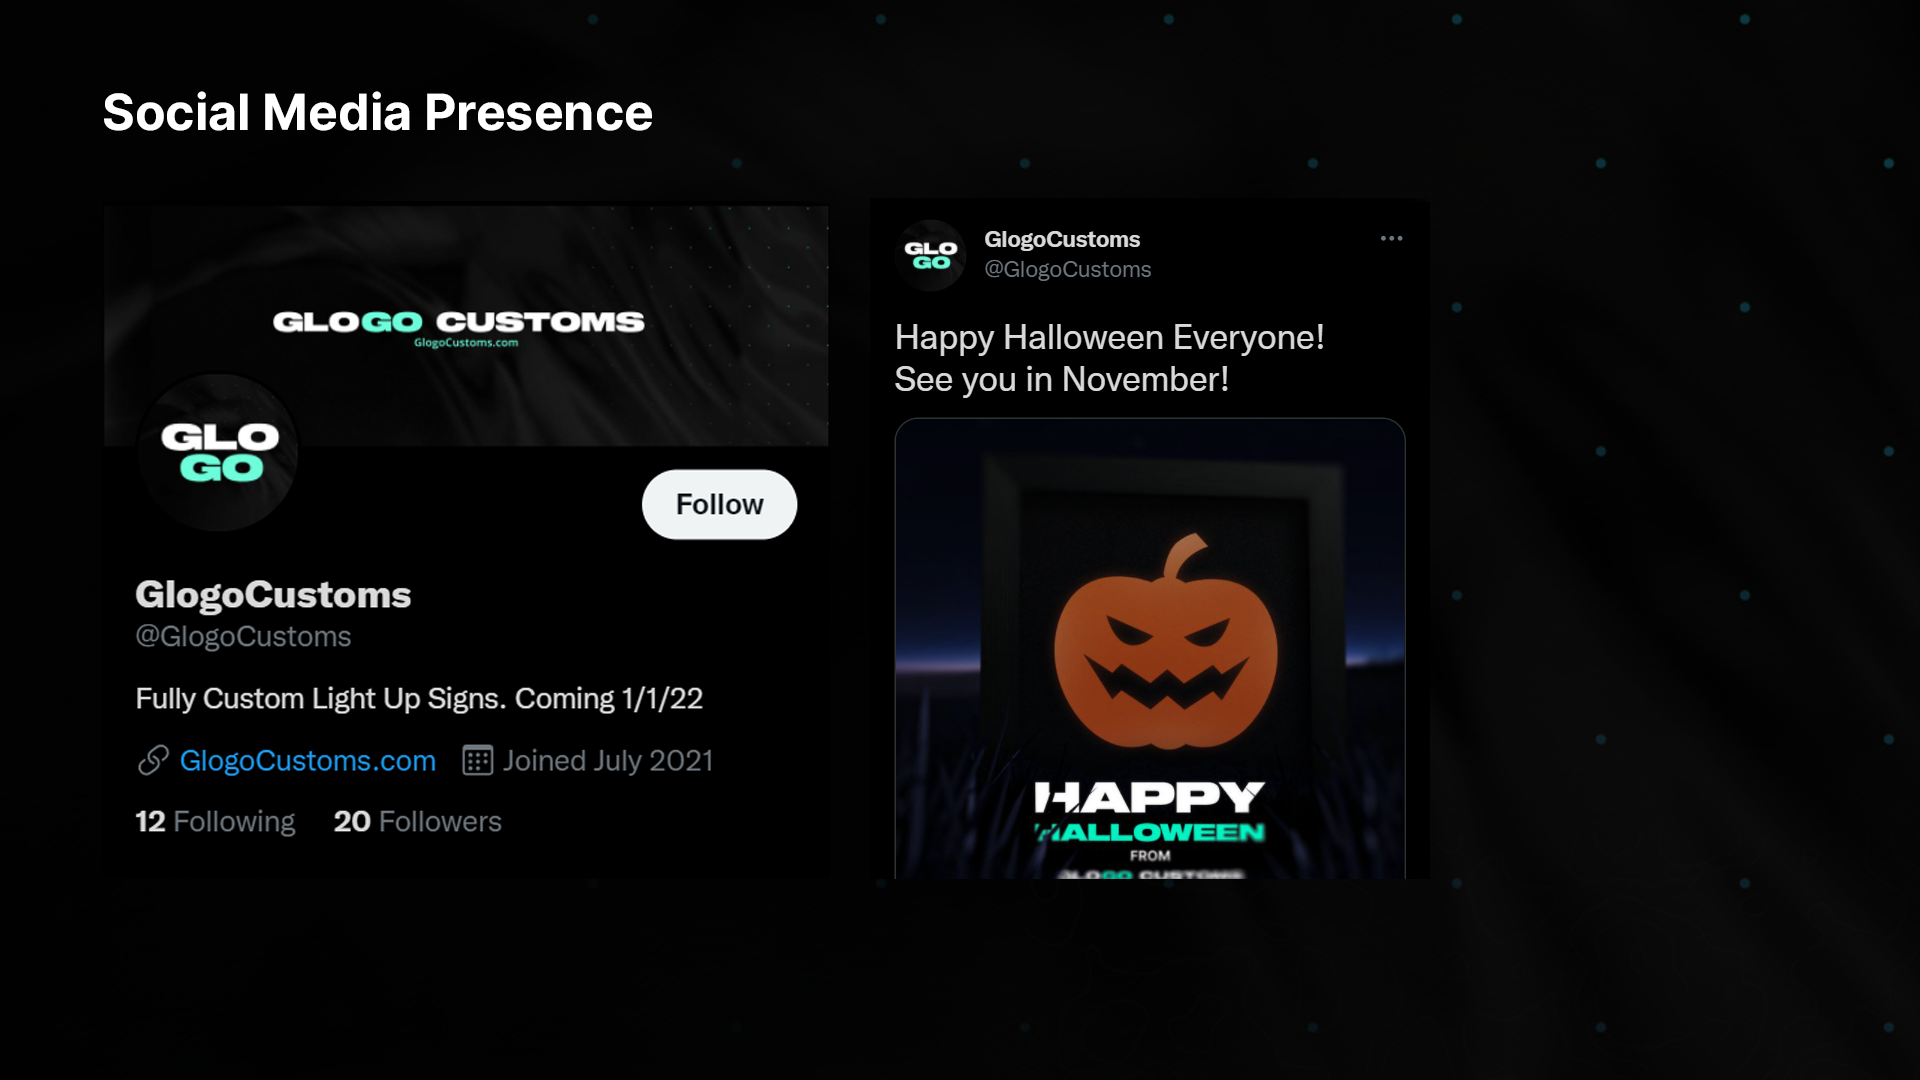 Social Media Presence
GLOGO CUSTOMS
GlogoCustoms.com
GLO
GO
Follow
GlogoCustoms
@GlogoCustoms
Fully Custom Light Up Signs. Coming 1/1/22
GlogoCustoms.com Joined July 2021
12 Following 20 Followers
GLO
GO
GlogoCustoms
@GlogoCustoms
Happy Halloween Everyone!
See you in November!
HAPPY
HALLOWEEN
FROM
GLOGO CUSTOMS